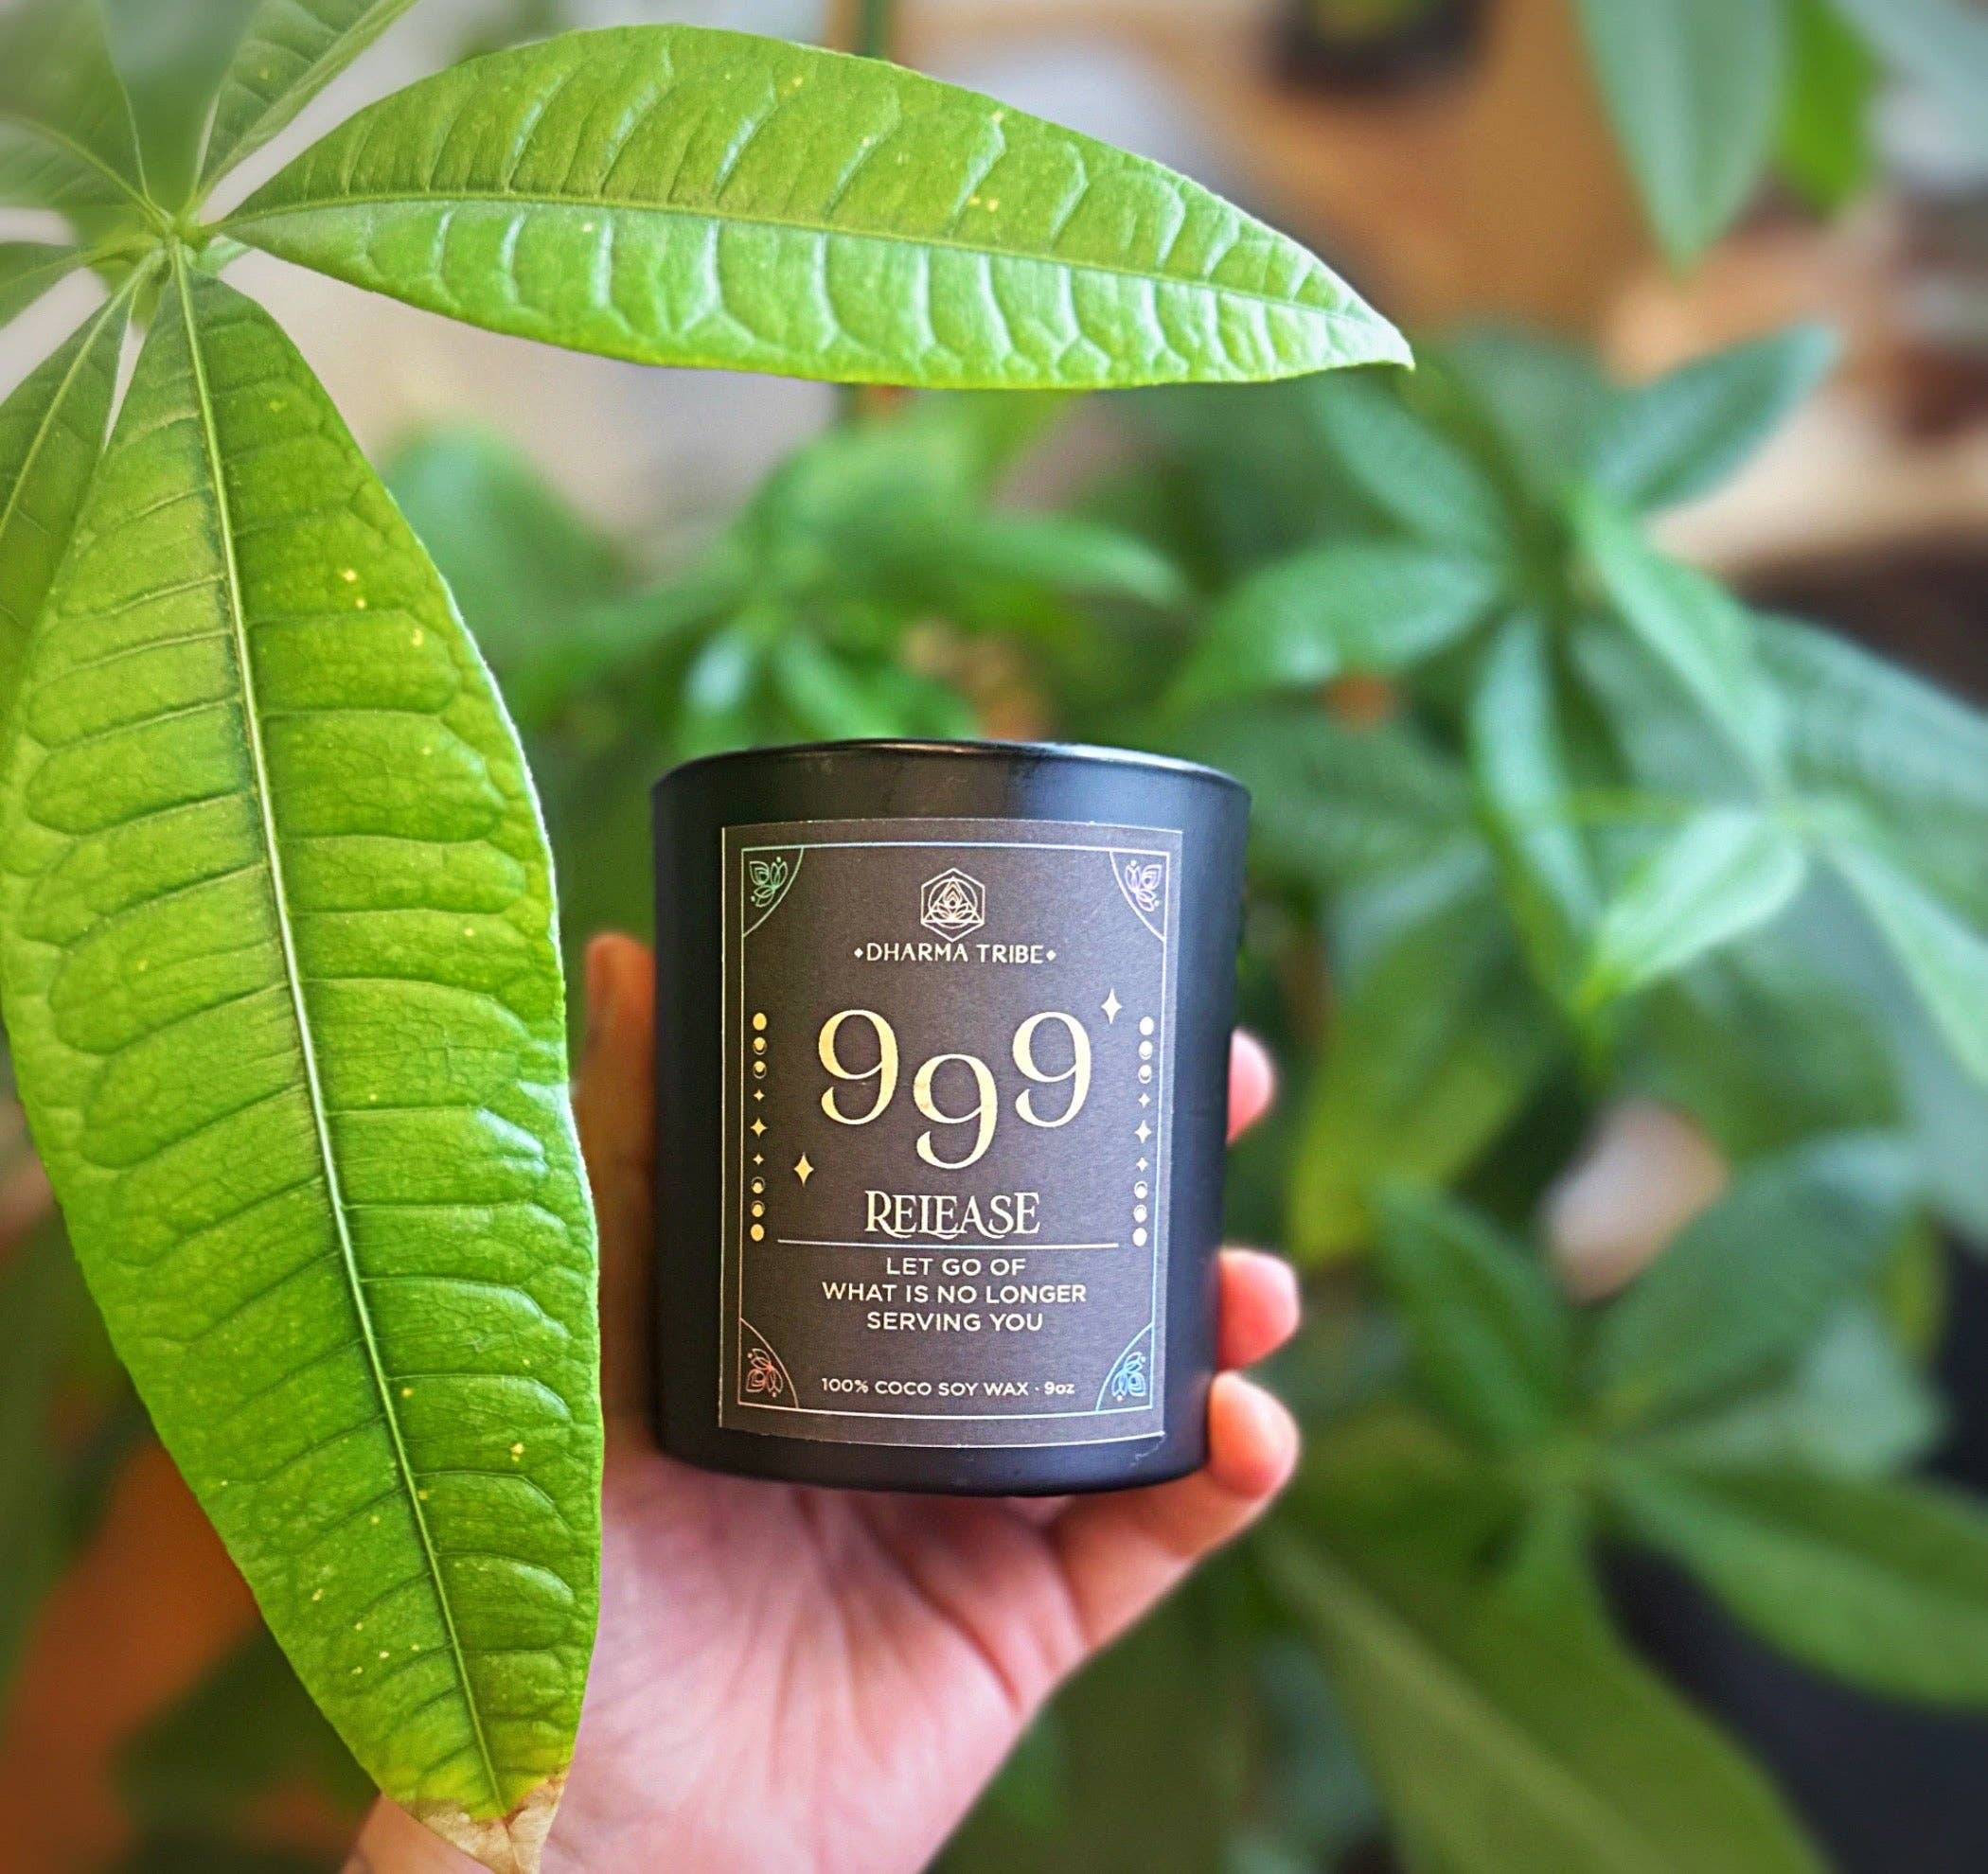 DHARMA TRIBE
999
RELEASE
LET GO OF
WHAT IS NO LONGER
SERVING YOU
100% COCO SOY WAX · 9oz